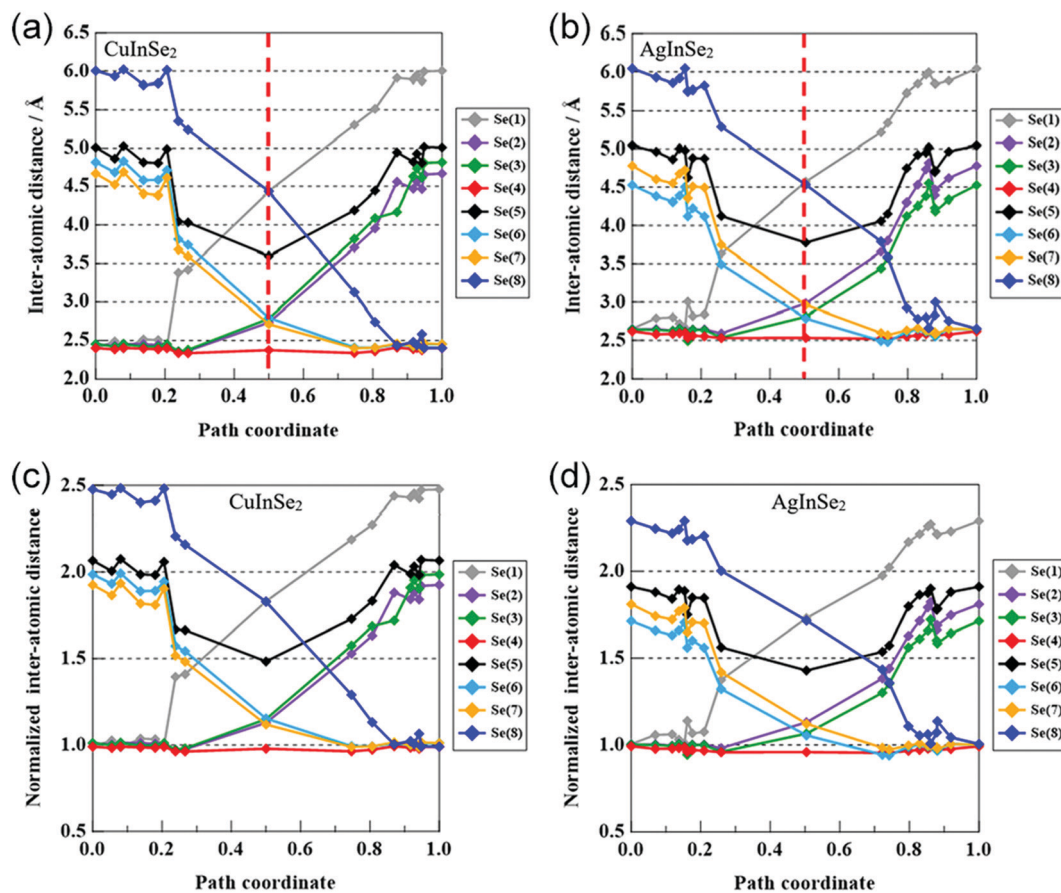 (a)
CuInSe2
6.0
5.5
5.0
4.5
4.0
3.5
3.0
2.5
2.0
Inter-atomic distance / Å
0.0 0.2 0.4 0.6 0.8 1.0
Path coordinate
Se(1)
Se(2)
Se(3)
Se(4)
Se(5)
Se(6)
Se(7)
Se(8)
(b)
AgInSe2
6.0
5.5
5.0
4.5
4.0
3.5
3.0
2.5
2.0
Inter-atomic distance / Å
0.0 0.2 0.4 0.6 0.8 1.0
Path coordinate
Se(1)
Se(2)
Se(3)
Se(4)
Se(5)
Se(6)
Se(7)
Se(8)
(c)
CuInSe2
2.5
2.0
1.5
1.0
0.5
Normalized inter-atomic distance
0.0 0.2 0.4 0.6 0.8 1.0
Path coordinate
Se(1)
Se(2)
Se(3)
Se(4)
Se(5)
Se(6)
Se(7)
Se(8)
(d)
AgInSe2
2.5
2.0
1.5
1.0
0.5
Normalized inter-atomic distance
0.0 0.2 0.4 0.6 0.8 1.0
Path coordinate
Se(1)
Se(2)
Se(3)
Se(4)
Se(5)
Se(6)
Se(7)
Se(8)